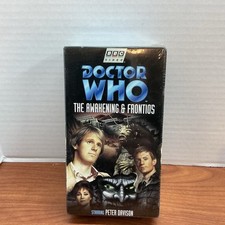 BBC
VIDEO
DOCTOR
WHO
THE AWAKENING & FRONTIOS
STARRING PETER DAVISON